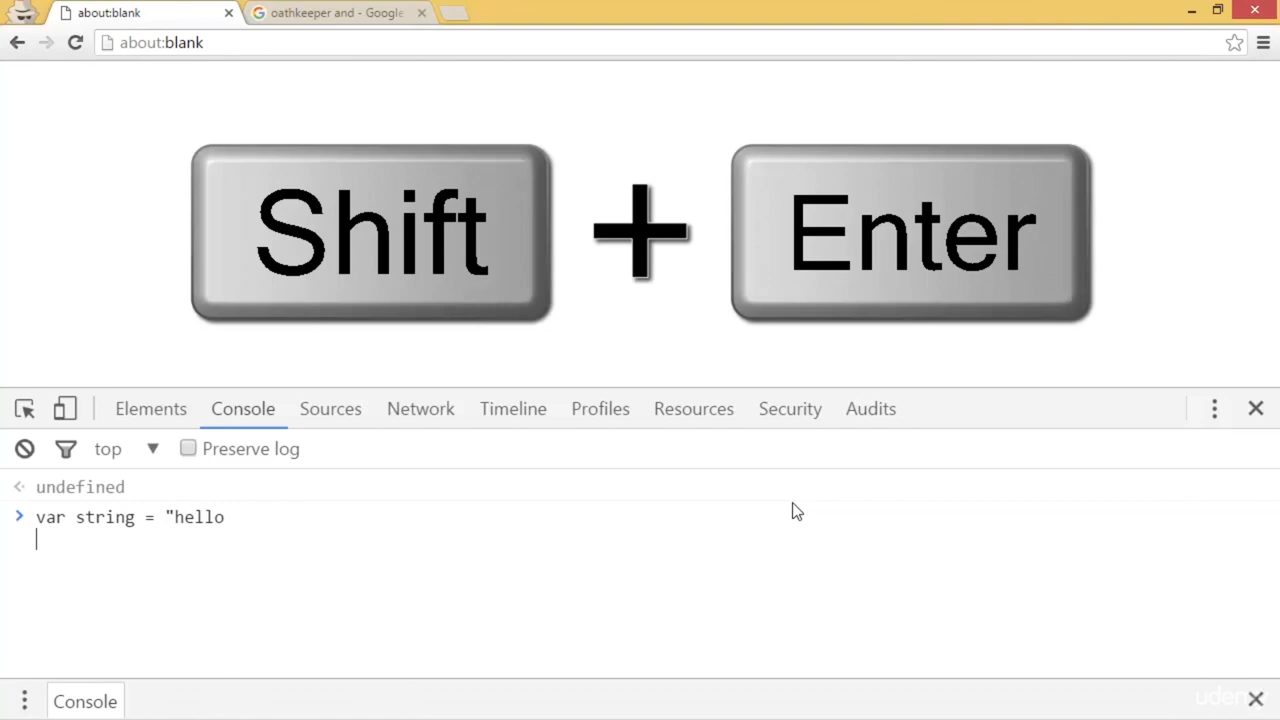 about:blank
oathkeeper and - Google
about:blank
Shift + Enter
Elements Console Sources Network Timeline Profiles Resources Security Audits
top Preserve log
undefined
var string = "hello
Console
udemy